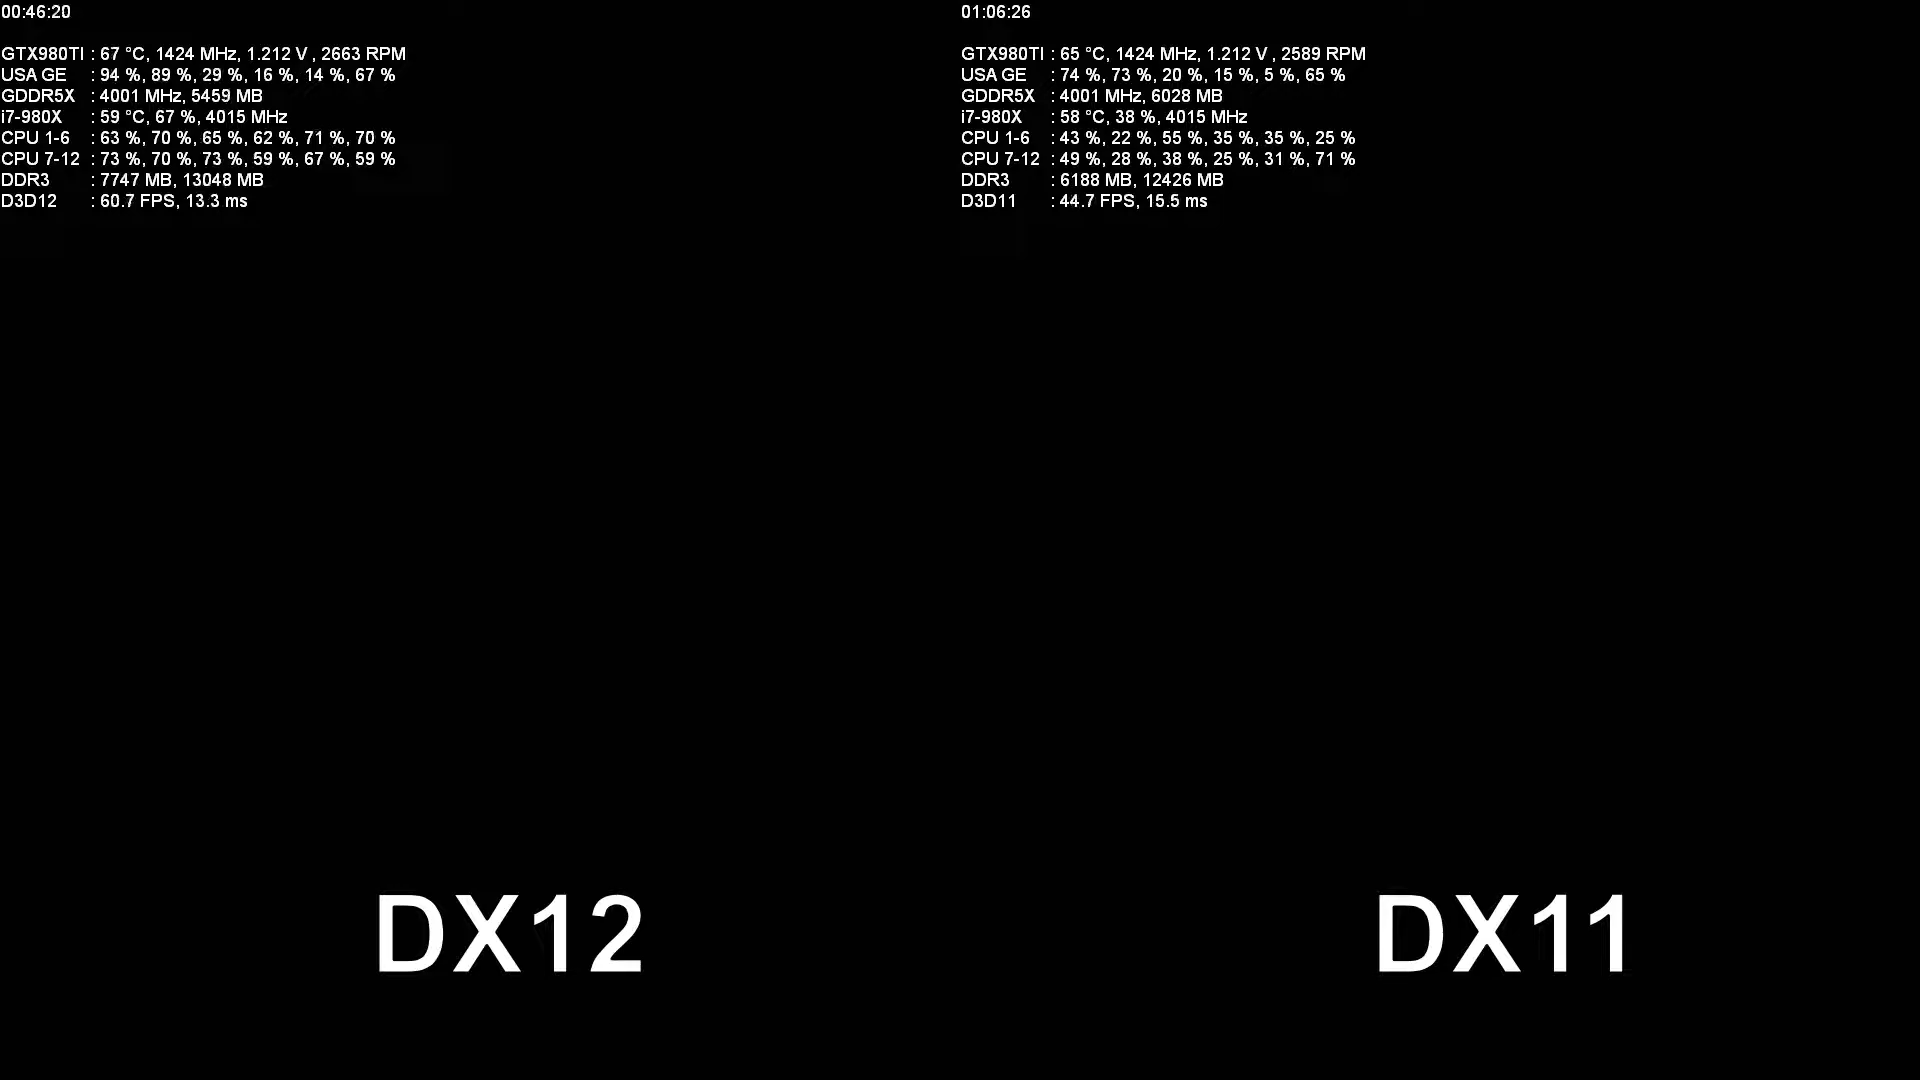 00:46:20
GTX980TI : 67 °C, 1424 MHz, 1.212 V , 2663 RPM
USA GE : 94 %, 89 %, 29 %, 16 %, 14 %, 67 %
GDDR5X : 4001 MHz, 5459 MB
i7-980X : 59 °C, 67 %, 4015 MHz
CPU 1-6 : 63 %, 70 %, 65 %, 62 %, 71 %, 70 %
CPU 7-12 : 73 %, 70 %, 73 %, 59 %, 67 %, 59 %
DDR3 : 7747 MB, 13048 MB
D3D12 : 60.7 FPS, 13.3 ms
DX12
01:06:26
GTX980TI : 65 °C, 1424 MHz, 1.212 V , 2589 RPM
USA GE : 74 %, 73 %, 20 %, 15 %, 5 %, 65 %
GDDR5X : 4001 MHz, 6028 MB
i7-980X : 58 °C, 38 %, 4015 MHz
CPU 1-6 : 43 %, 22 %, 55 %, 35 %, 35 %, 25 %
CPU 7-12 : 49 %, 28 %, 38 %, 25 %, 31 %, 71 %
DDR3 : 6188 MB, 12426 MB
D3D11 : 44.7 FPS, 15.5 ms
DX11